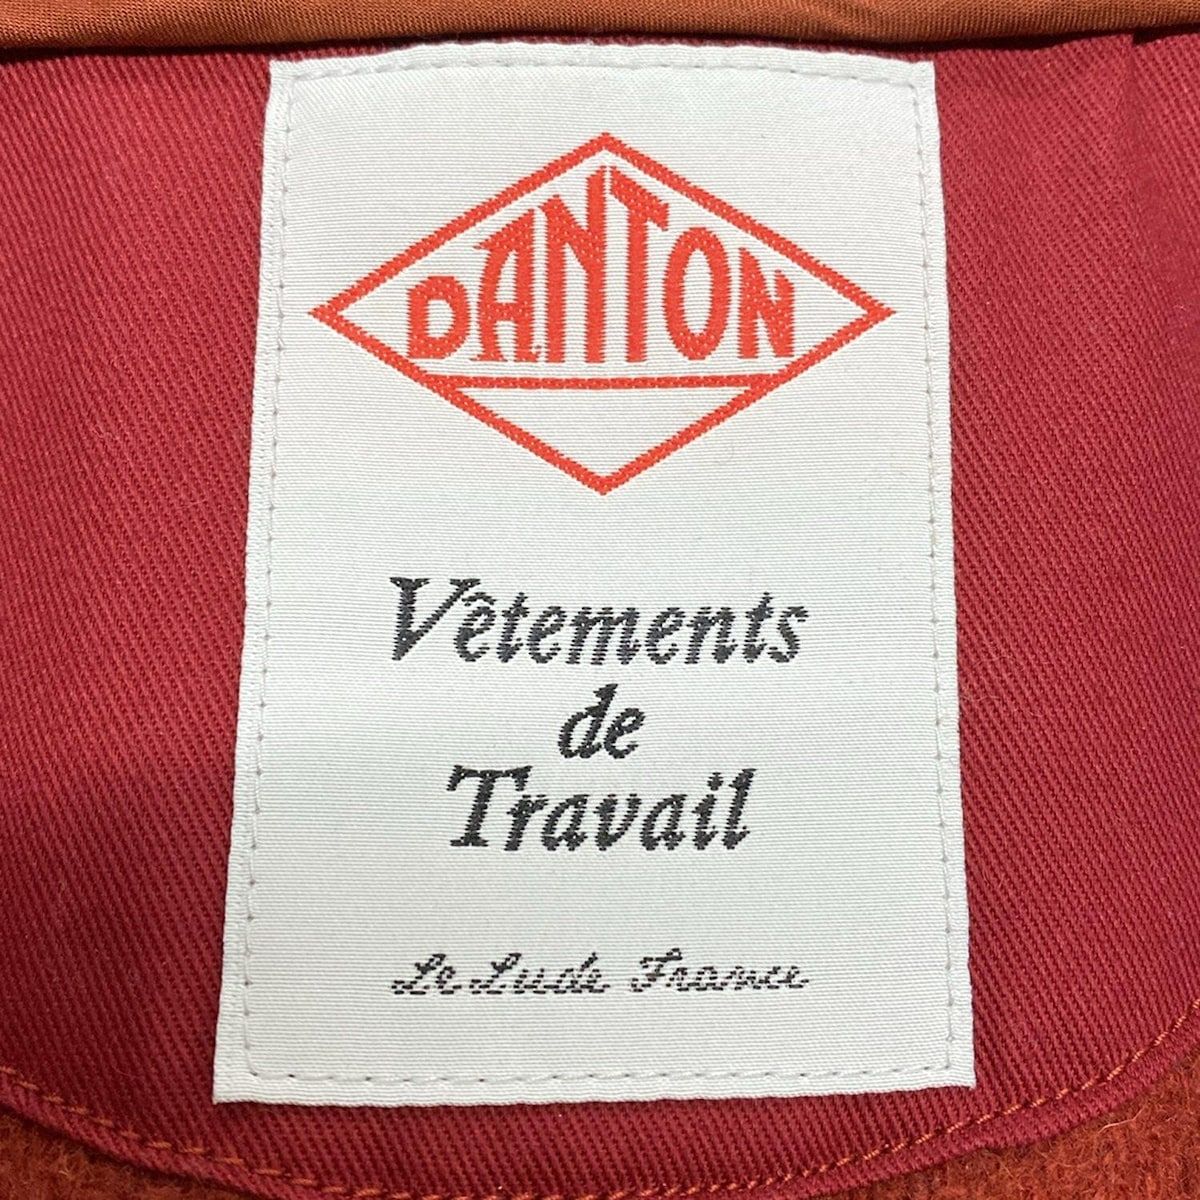 DANTON
Vêtements
de
Travail
Le Lude France